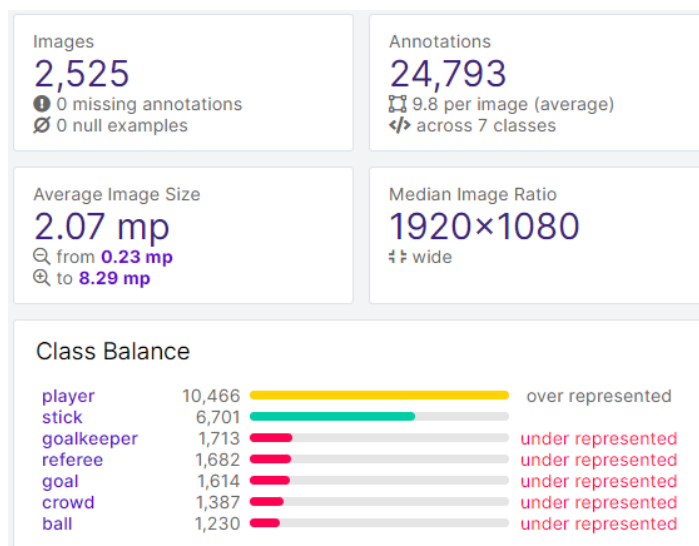 Images
2,525
0 missing annotations
0 null examples
Annotations
24,793
9.8 per image (average)
across 7 classes
Average Image Size
2.07 mp
from 0.23 mp
to 8.29 mp
Median Image Ratio
1920×1080
wide
Class Balance
player 10,466 over represented
stick 6,701
goalkeeper 1,713 under represented
referee 1,682 under represented
goal 1,614 under represented
crowd 1,387 under represented
ball 1,230 under represented